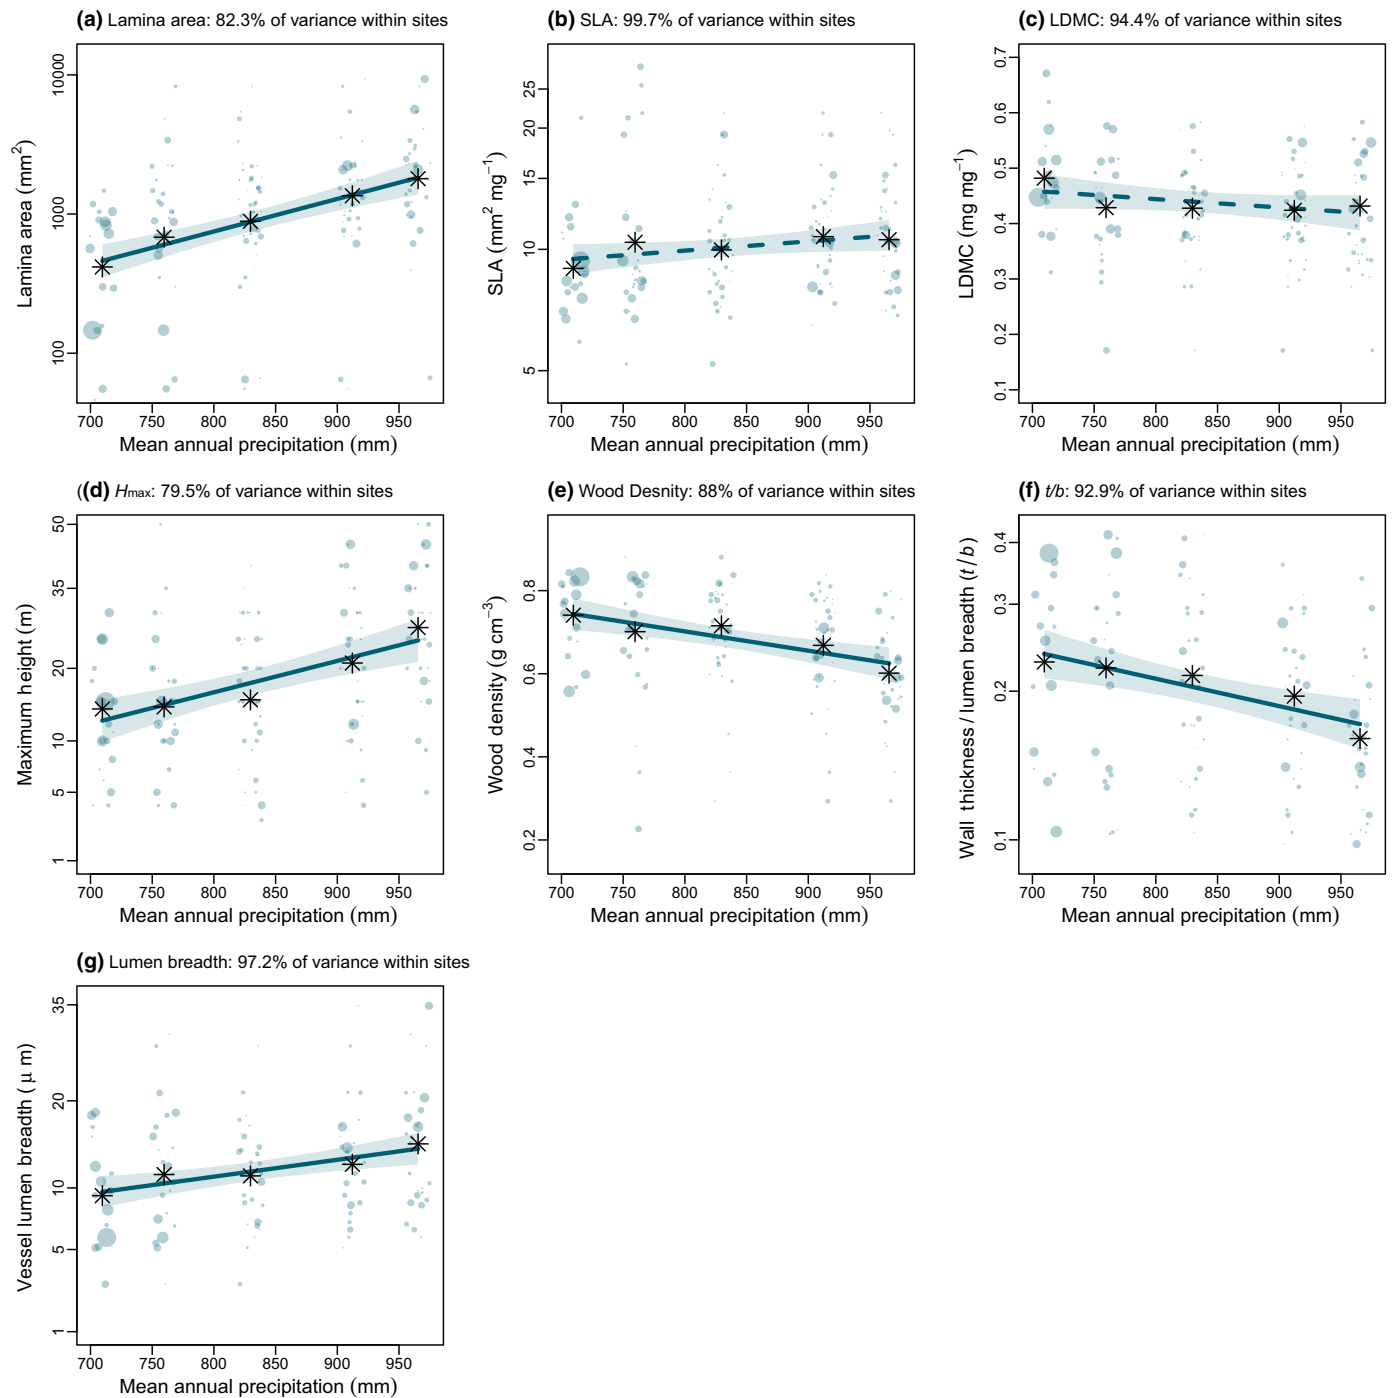 (a) Lamina area: 82.3% of variance within sites
Lamina area (mm²)
10000
1000
100
700 750 800 850 900 950
Mean annual precipitation (mm)
(b) SLA: 99.7% of variance within sites
SLA (mm² mg⁻¹)
25
20
15
10
5
700 750 800 850 900 950
Mean annual precipitation (mm)
(c) LDMC: 94.4% of variance within sites
LDMC (mg mg⁻¹)
0.7
0.6
0.5
0.4
0.3
0.2
0.1
700 750 800 850 900 950
Mean annual precipitation (mm)
((d) Hmax: 79.5% of variance within sites
Maximum height (m)
50
35
20
10
5
1
700 750 800 850 900 950
Mean annual precipitation (mm)
(e) Wood Desnity: 88% of variance within sites
Wood density (g cm⁻³)
0.8
0.6
0.4
0.2
700 750 800 850 900 950
Mean annual precipitation (mm)
(f) t/b: 92.9% of variance within sites
Wall thickness / lumen breadth (t/b)
0.4
0.3
0.2
0.1
700 750 800 850 900 950
Mean annual precipitation (mm)
(g) Lumen breadth: 97.2% of variance within sites
Vessel lumen breadth (μ m)
35
20
10
5
1
700 750 800 850 900 950
Mean annual precipitation (mm)